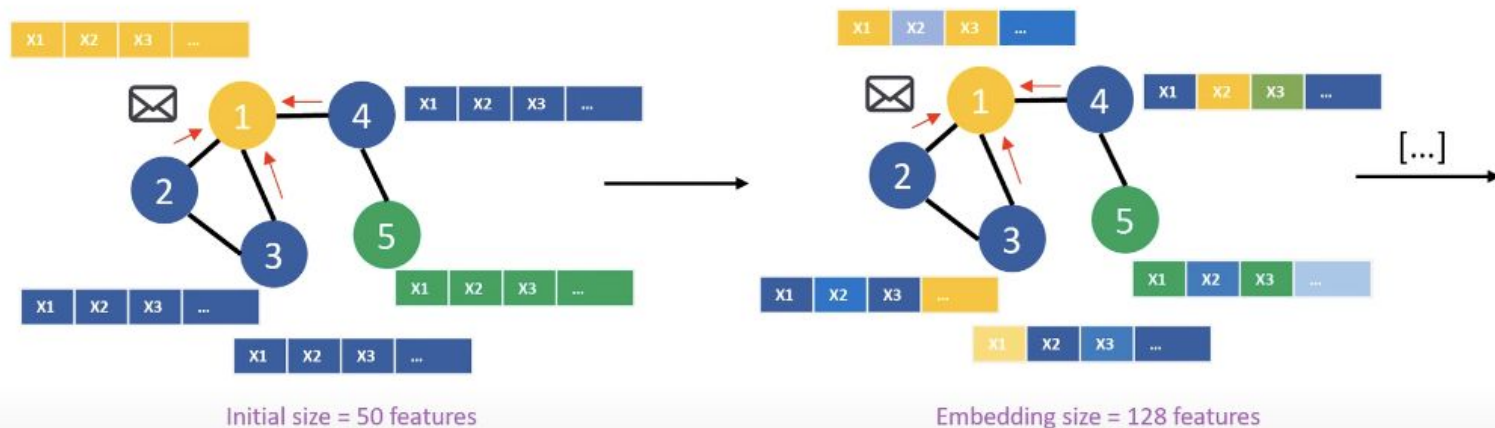 X1 X2 X3 ...
1
4
X1 X2 X3 ...
2
3
5
X1 X2 X3 ...
X1 X2 X3 ...
X1 X2 X3 ...
Initial size = 50 features
X1 X2 X3 ...
1
4
X1 X2 X3 ...
2
3
5
X1 X2 X3 ...
X1 X2 X3 ...
X1 X2 X3 ...
Embedding size = 128 features
[...]